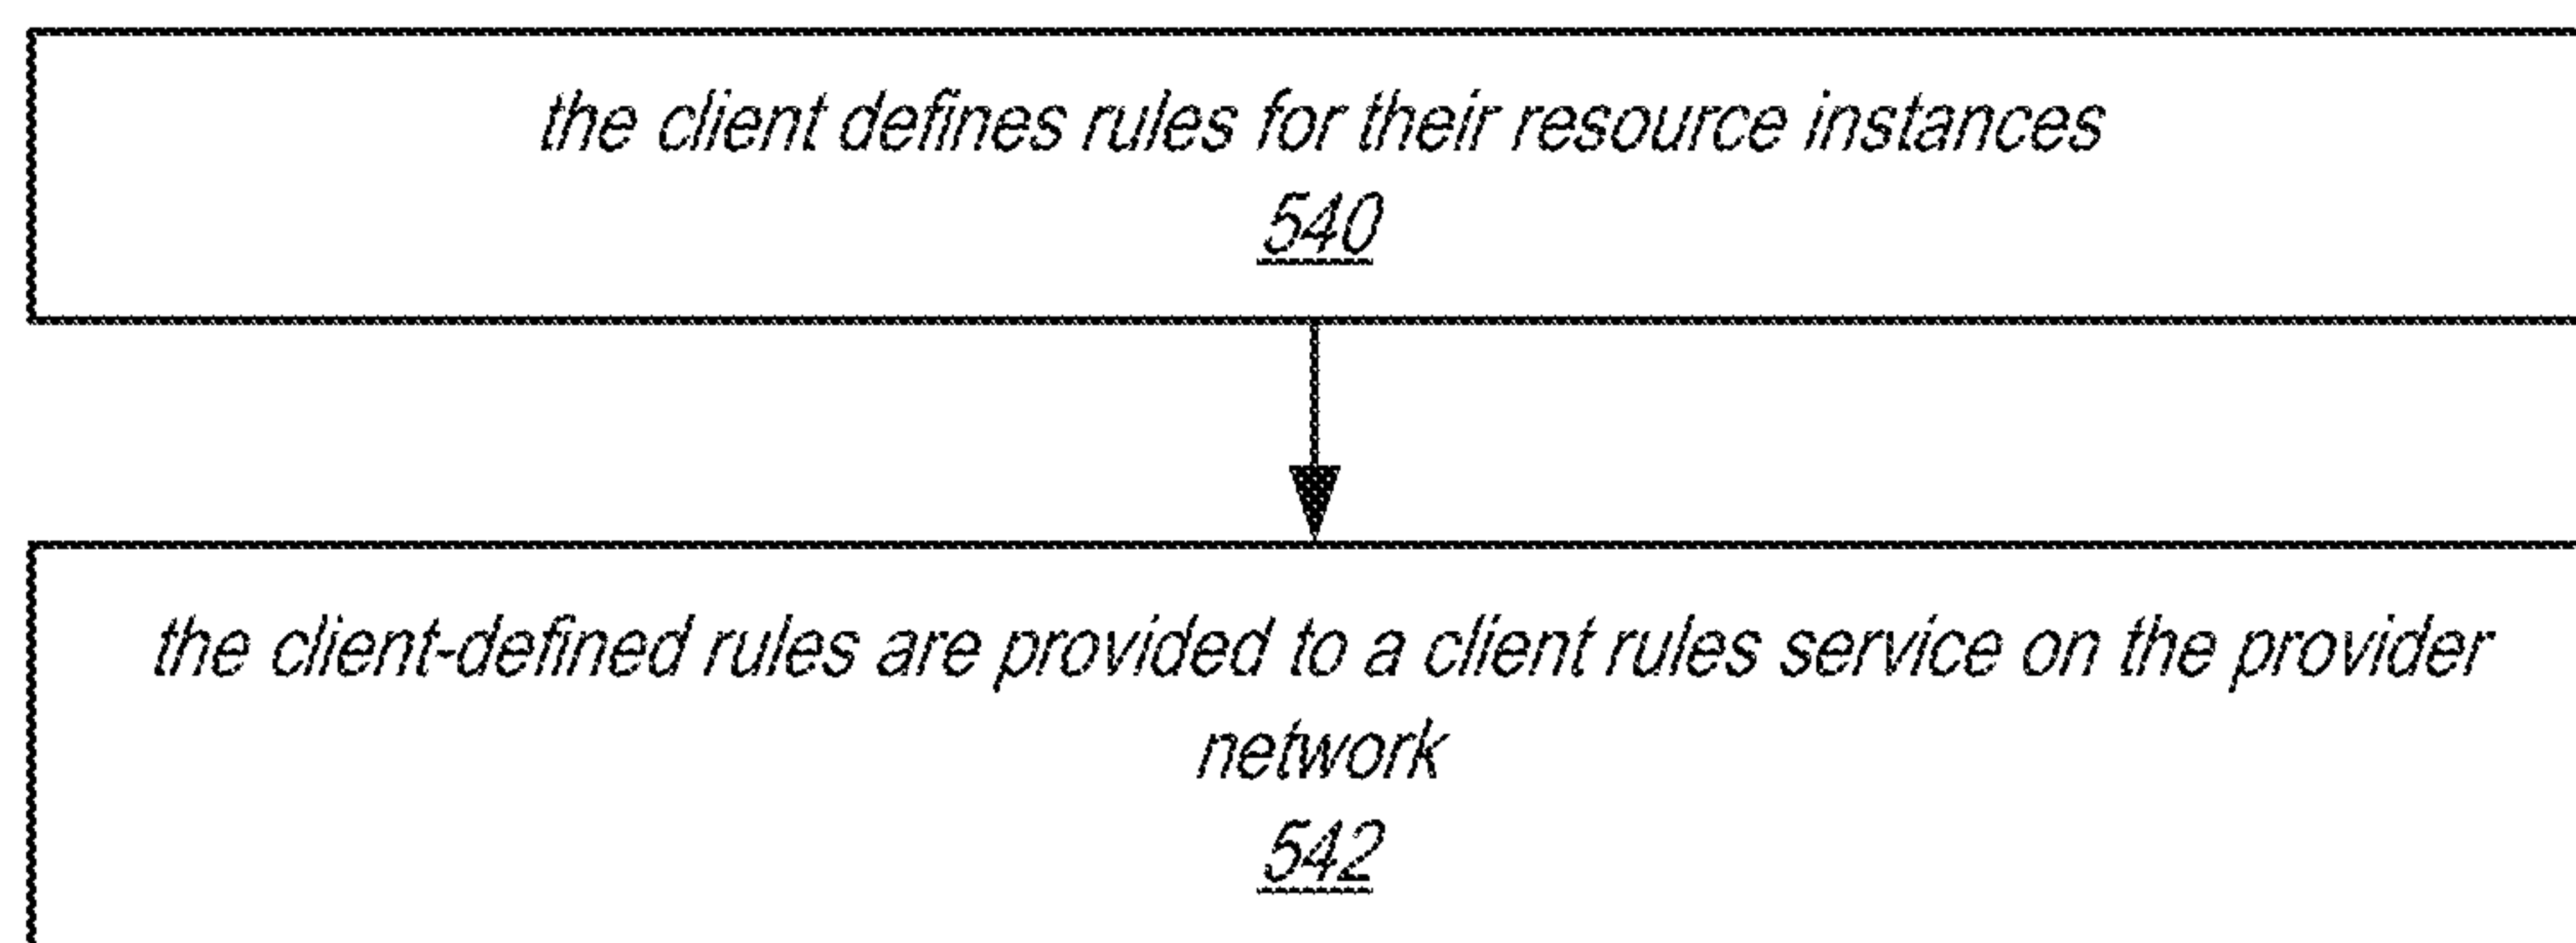 the client defines rules for their resource instances
540
the client-defined rules are provided to a client rules service on the provider
network
542